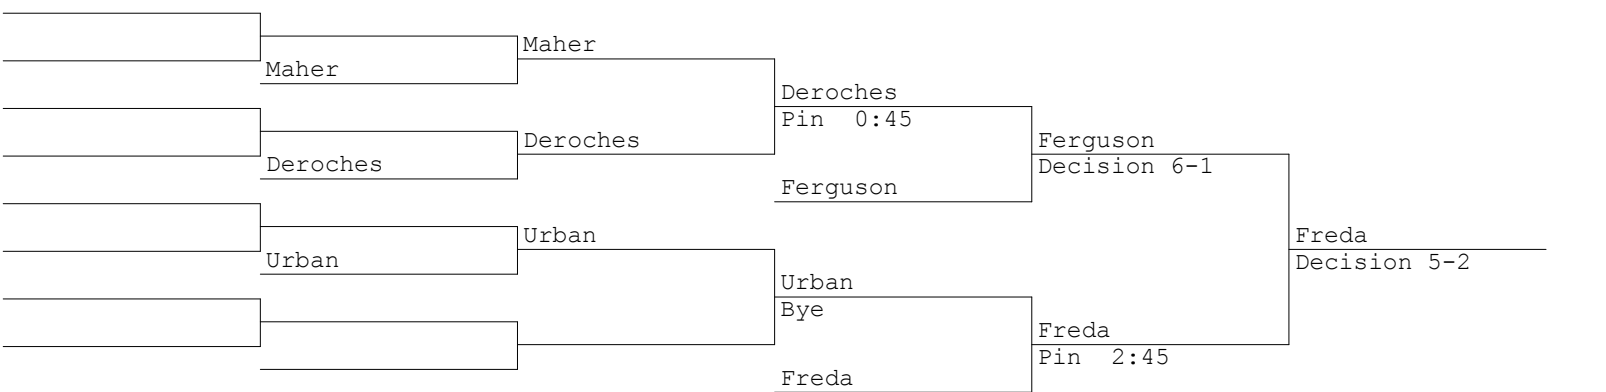 Maher
Maher
Deroches
Pin 0:45
Deroches
Ferguson
Decision 6-1
Deroches
Ferguson
Urban
Freda
Decision 5-2
Urban
Urban
Bye
Freda
Pin 2:45
Freda